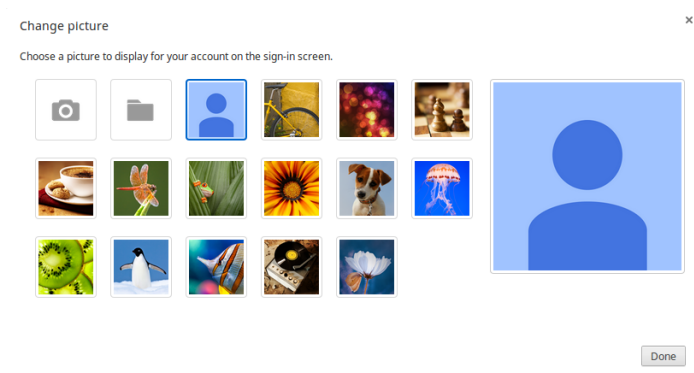 Change picture
Choose a picture to display for your account on the sign-in screen.
Done